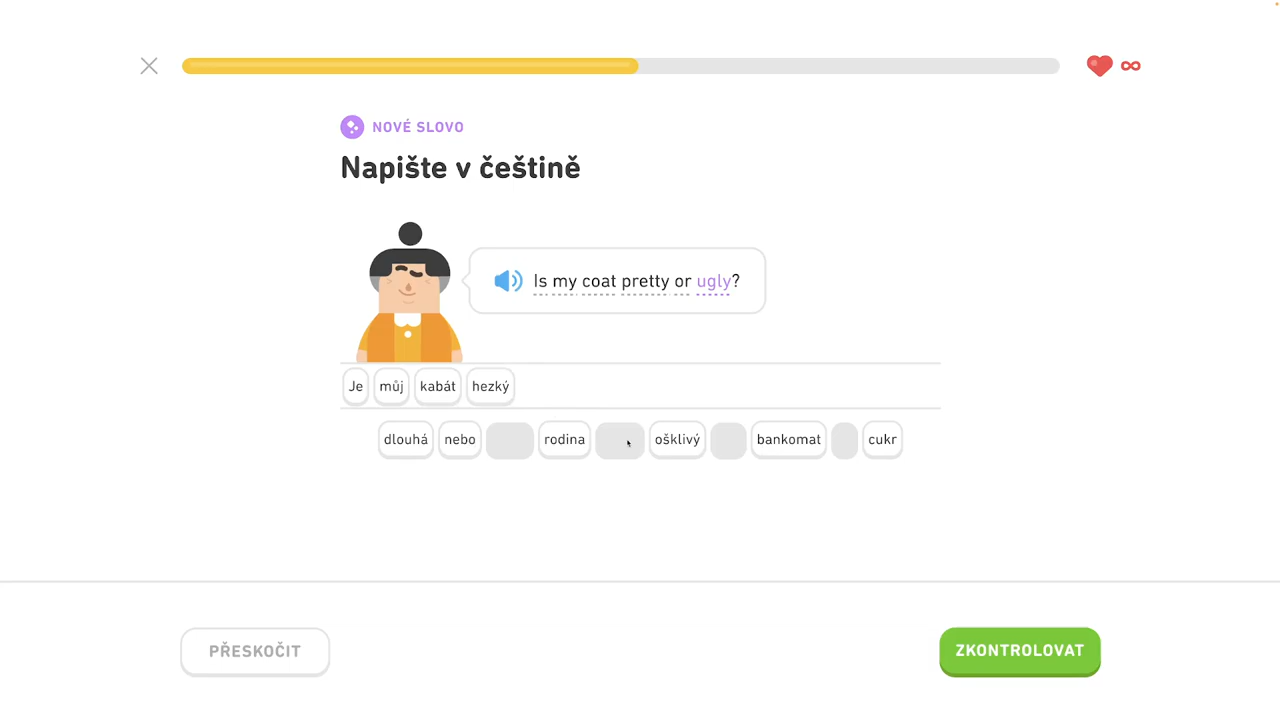 ∞
NOVÉ SLOVO
Napište v češtině
Is my coat pretty or ugly?
Je můj kabát hezký
dlouhá nebo rodina ošklivý bankomat cukr
PŘESKOČIT ZKONTROLOVAT